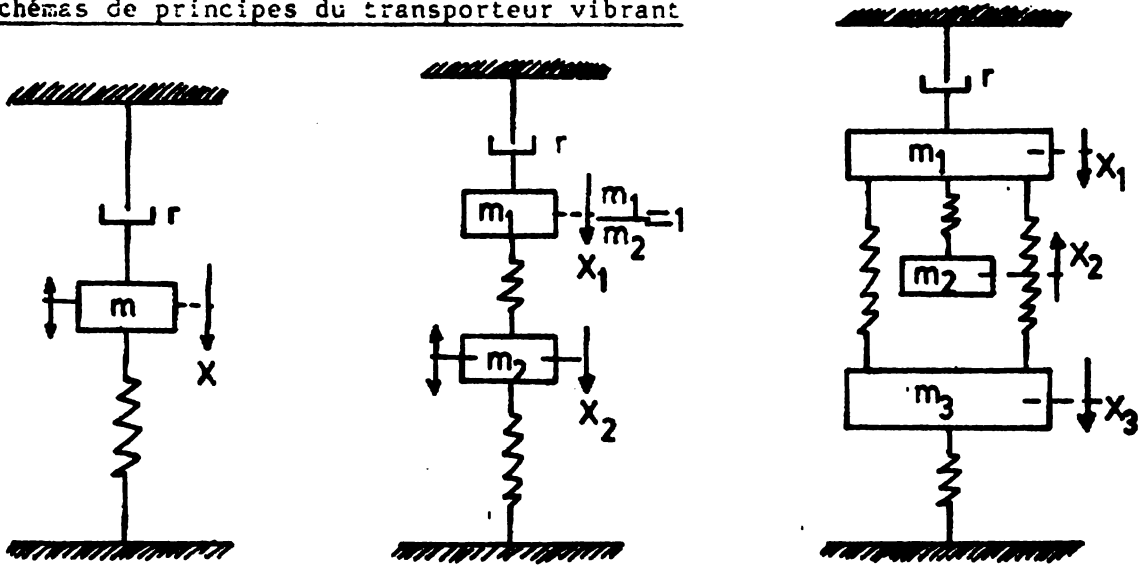 chémas de principes du transporteur vibrant
r
m
X
r
m1
m1/m2=1
X1
m2
X2
r
m1
X1
m2
X2
m3
X3